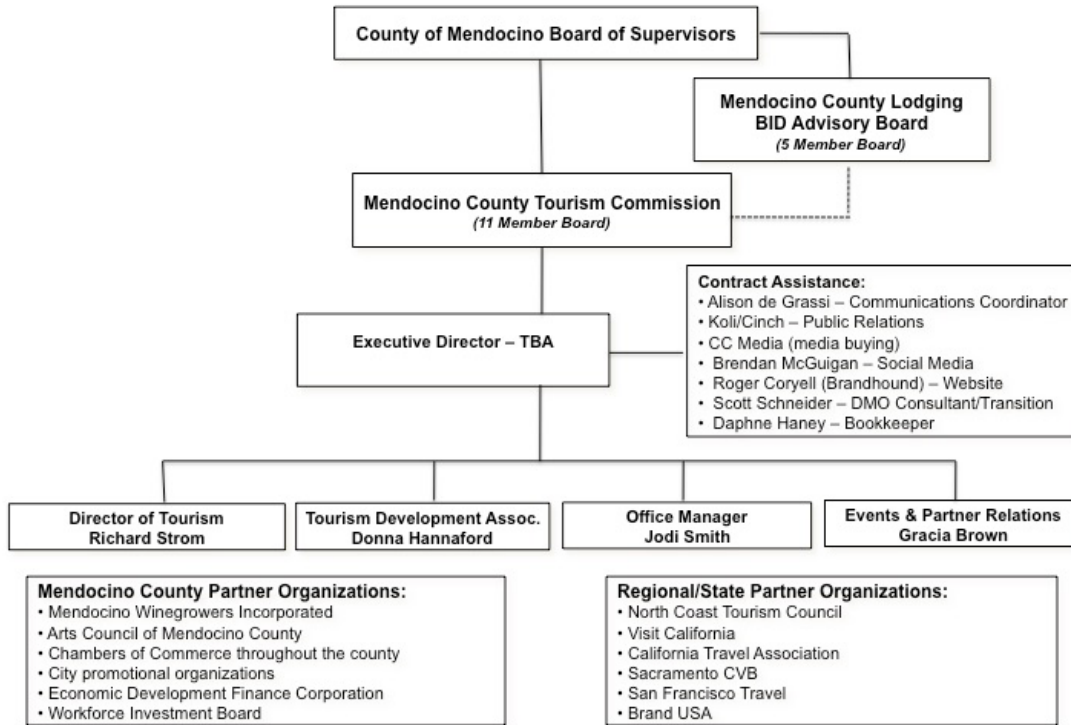 County of Mendocino Board of Supervisors
Mendocino County Lodging
BID Advisory Board
(5 Member Board)
Mendocino County Tourism Commission
(11 Member Board)
Executive Director – TBA
Contract Assistance:
• Alison de Grassi – Communications Coordinator
• Koli/Cinch – Public Relations
• CC Media (media buying)
• Brendan McGuigan – Social Media
• Roger Coryell (Brandhound) – Website
• Scott Schneider – DMO Consultant/Transition
• Daphne Haney – Bookkeeper
Director of Tourism
Richard Strom
Tourism Development Assoc.
Donna Hannaford
Office Manager
Jodi Smith
Events & Partner Relations
Gracia Brown
Mendocino County Partner Organizations:
• Mendocino Winegrowers Incorporated
• Arts Council of Mendocino County
• Chambers of Commerce throughout the county
• City promotional organizations
• Economic Development Finance Corporation
• Workforce Investment Board
Regional/State Partner Organizations:
• North Coast Tourism Council
• Visit California
• California Travel Association
• Sacramento CVB
• San Francisco Travel
• Brand USA